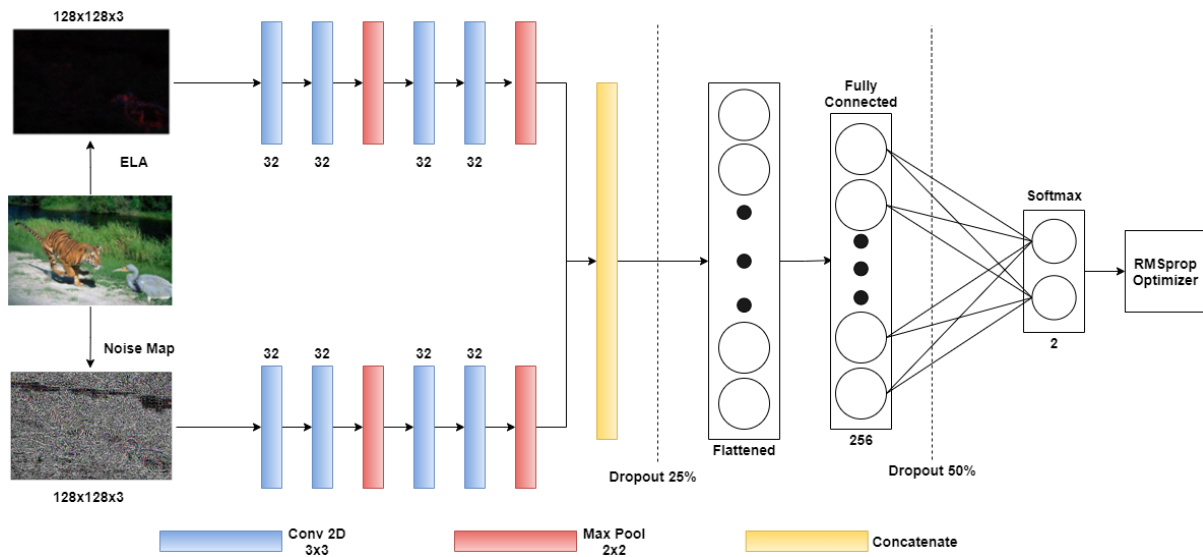 128x128x3
ELA
32
32
32
32
Noise Map
32
32
32
32
128x128x3
Dropout 25%
Flattened
Fully
Connected
256
Dropout 50%
Softmax
2
RMSprop
Optimizer
Conv 2D
3x3
Max Pool
2x2
Concatenate